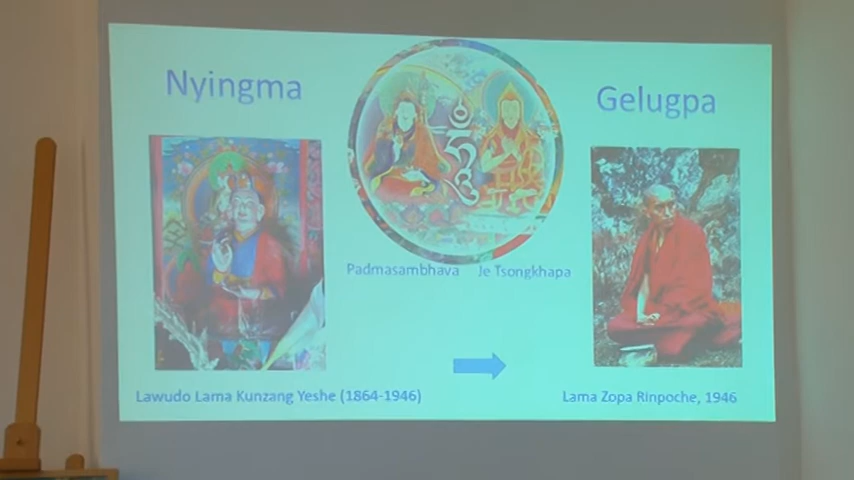 Nyingma
Gelugpa
Padmasambhava Je Tsongkhapa
Lawudo Lama Kunzang Yeshe (1864-1946)
Lama Zopa Rinpoche, 1946